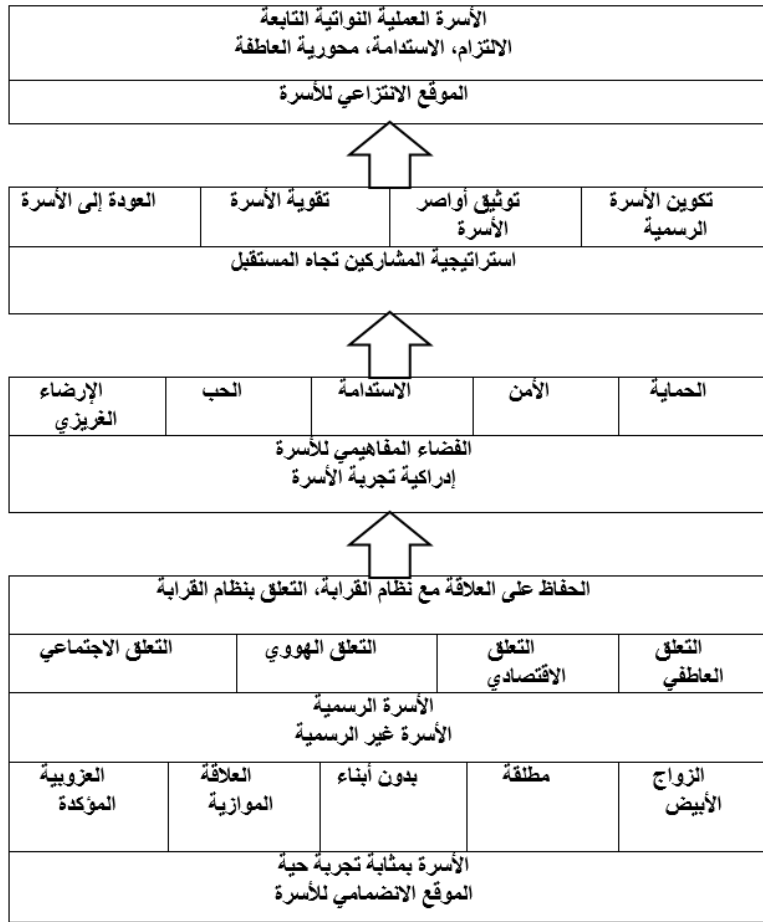 الأسرة العملية النواتية التابعة
الالتزام، الاستدامة، محورية العاطفة
الموقع الانتزاعي للأسرة
تكوين الأسرة
الرسمية
توثيق أواصر
الأسرة
تقوية الأسرة
العودة إلى الأسرة
استراتيجية المشاركين تجاه المستقبل
الحماية
الأمن
الاستدامة
الحب
الإرضاء
الغريزي
الفضاء المفاهيمي للأسرة
إدراكية تجربة الأسرة
الحفاظ على العلاقة مع نظام القرابة، التعلق بنظام القرابة
التعلق
العاطفي
التعلق
الاقتصادي
التعلق الهووي
التعلق الاجتماعي
الأسرة الرسمية
الأسرة غير الرسمية
الزواج
الأبيض
مطلقة
بدون أبناء
العلاقة
الموازية
العزوبية
المؤكدة
الأسرة بمثابة تجربة حية
الموقع الانضمامي للأسرة